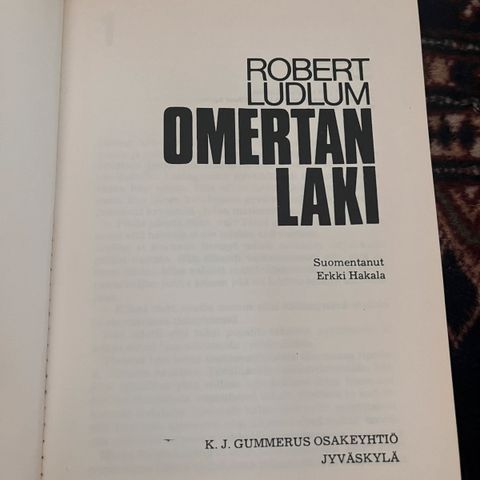 ROBERT
LUDLUM
OMERTAN
LAKI
Suomentanut
Erkki Hakala
K. J. GUMMERUS OSAKEYHTIÖ
JYVÄSKYLÄ